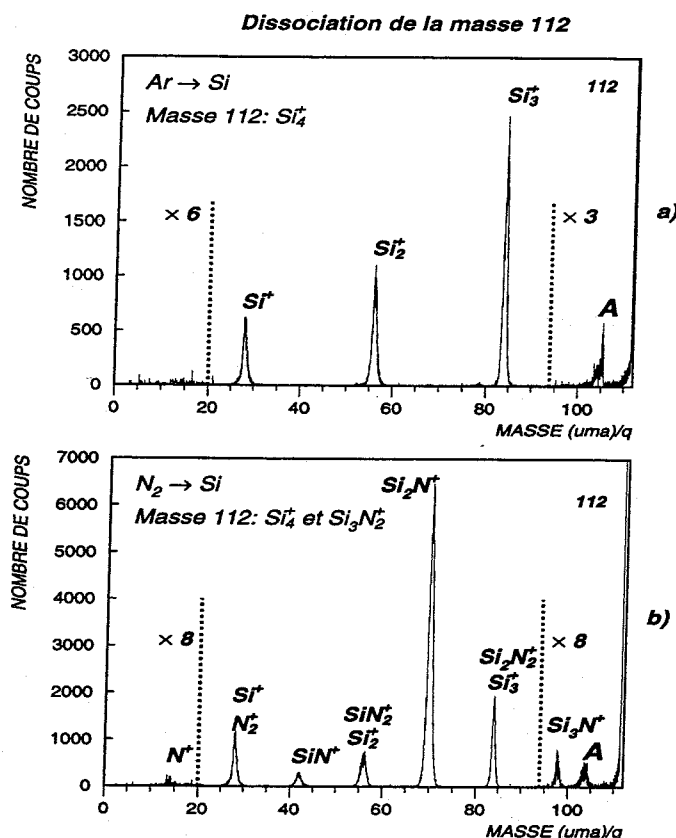 Dissociation de la masse 112
NOMBRE DE COUPS
3000
2500
2000
1500
1000
500
0
Ar → Si
Masse 112: Si₄⁺
112
× 6
× 3
Si⁺
Si₂⁺
Si₃⁺
A
a)
0 20 40 60 80 100
MASSE (uma)/q
NOMBRE DE COUPS
7000
6000
5000
4000
3000
2000
1000
0
N₂ → Si
Masse 112: Si₄⁺ et Si₃N₂⁺
112
× 8
× 8
N⁺
Si⁺
N₂⁺
SiN⁺
SiN₂⁺
Si₂⁺
Si₂N⁺
Si₂N₂⁺
Si₃⁺
Si₃N⁺
A
b)
0 20 40 60 80 100
MASSE (uma)/q